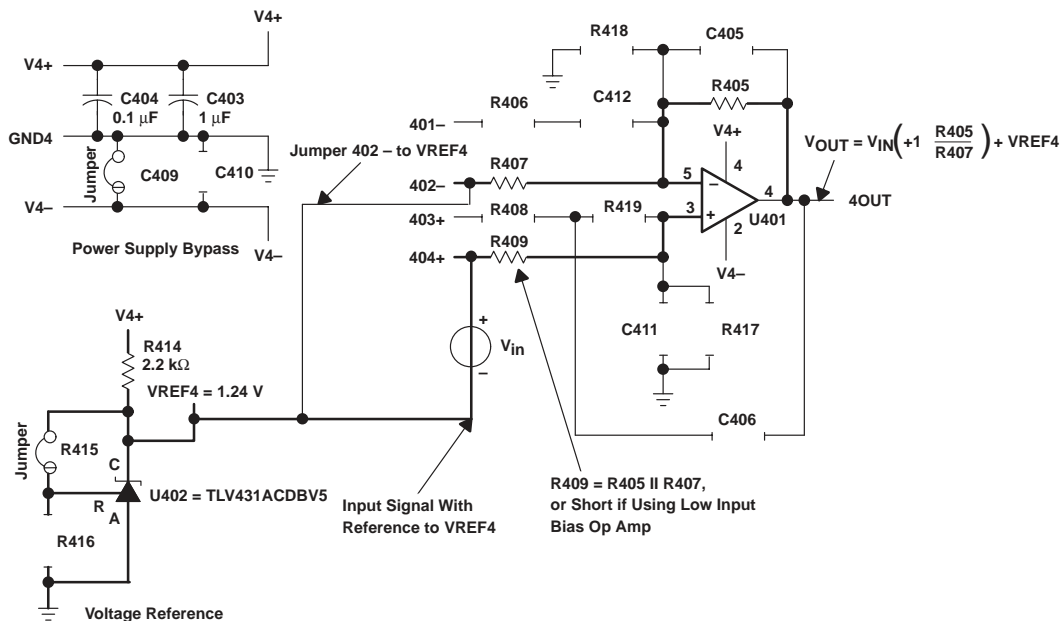 V4+
V4+
C404
0.1 µF
C403
1 µF
GND4
Jumper
C409
C410
V4–
V4–
Power Supply Bypass
R418
C405
R406
C412
R405
401–
Jumper 402 – to VREF4
R407
V4+
402–
5
–
4
4
VOUT = VIN(+1 R405/R407) + VREF4
4OUT
403+
R408
R419
3
+
U401
2
404+
R409
V4–
C411
R417
C406
+
Vin
–
V4+
R414
2.2 kΩ
VREF4 = 1.24 V
Jumper
R415
C
U402 = TLV431ACDBV5
R
A
R416
Input Signal With
Reference to VREF4
R409 = R405 II R407,
or Short if Using Low Input
Bias Op Amp
Voltage Reference